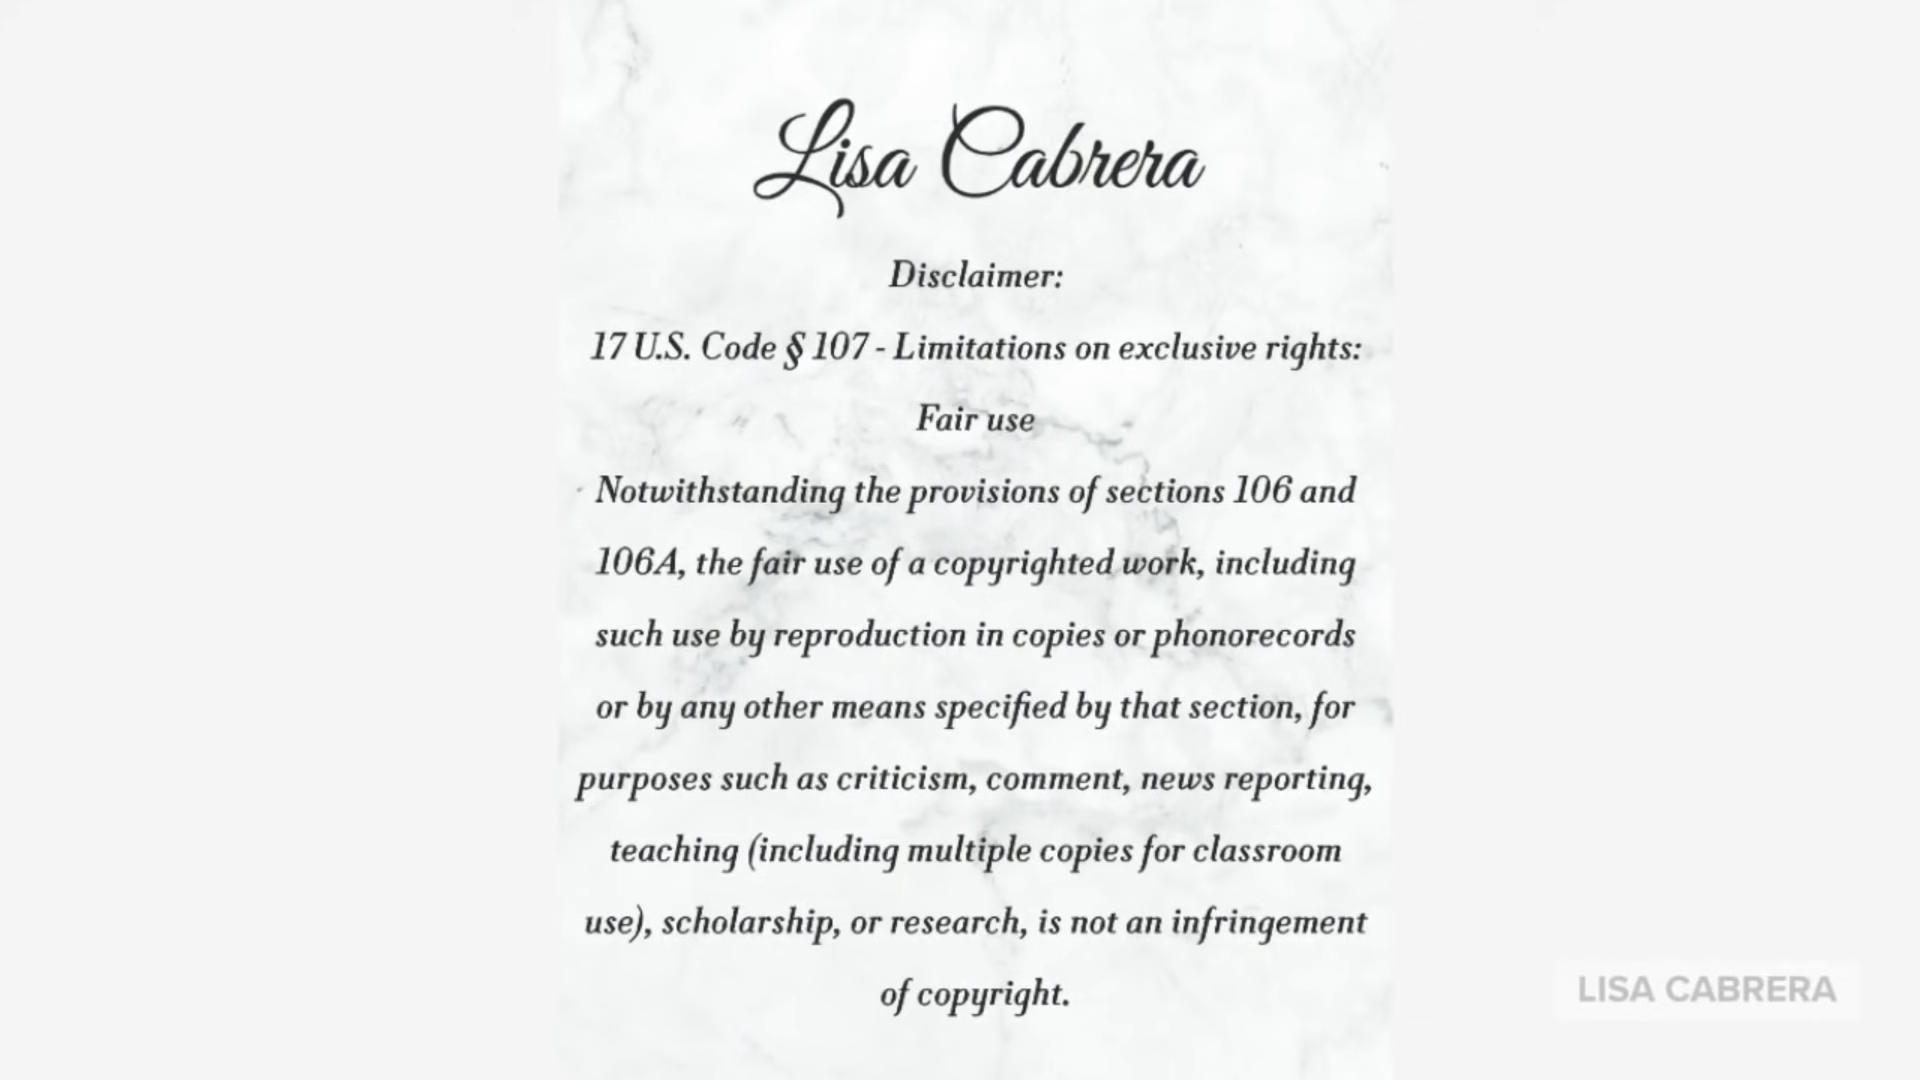 Lisa Cabrera
Disclaimer:
17 U.S. Code § 107 - Limitations on exclusive rights:
Fair use
Notwithstanding the provisions of sections 106 and
106A, the fair use of a copyrighted work, including
such use by reproduction in copies or phonorecords
or by any other means specified by that section, for
purposes such as criticism, comment, news reporting,
teaching (including multiple copies for classroom
use), scholarship, or research, is not an infringement
of copyright.
LISA CABRERA